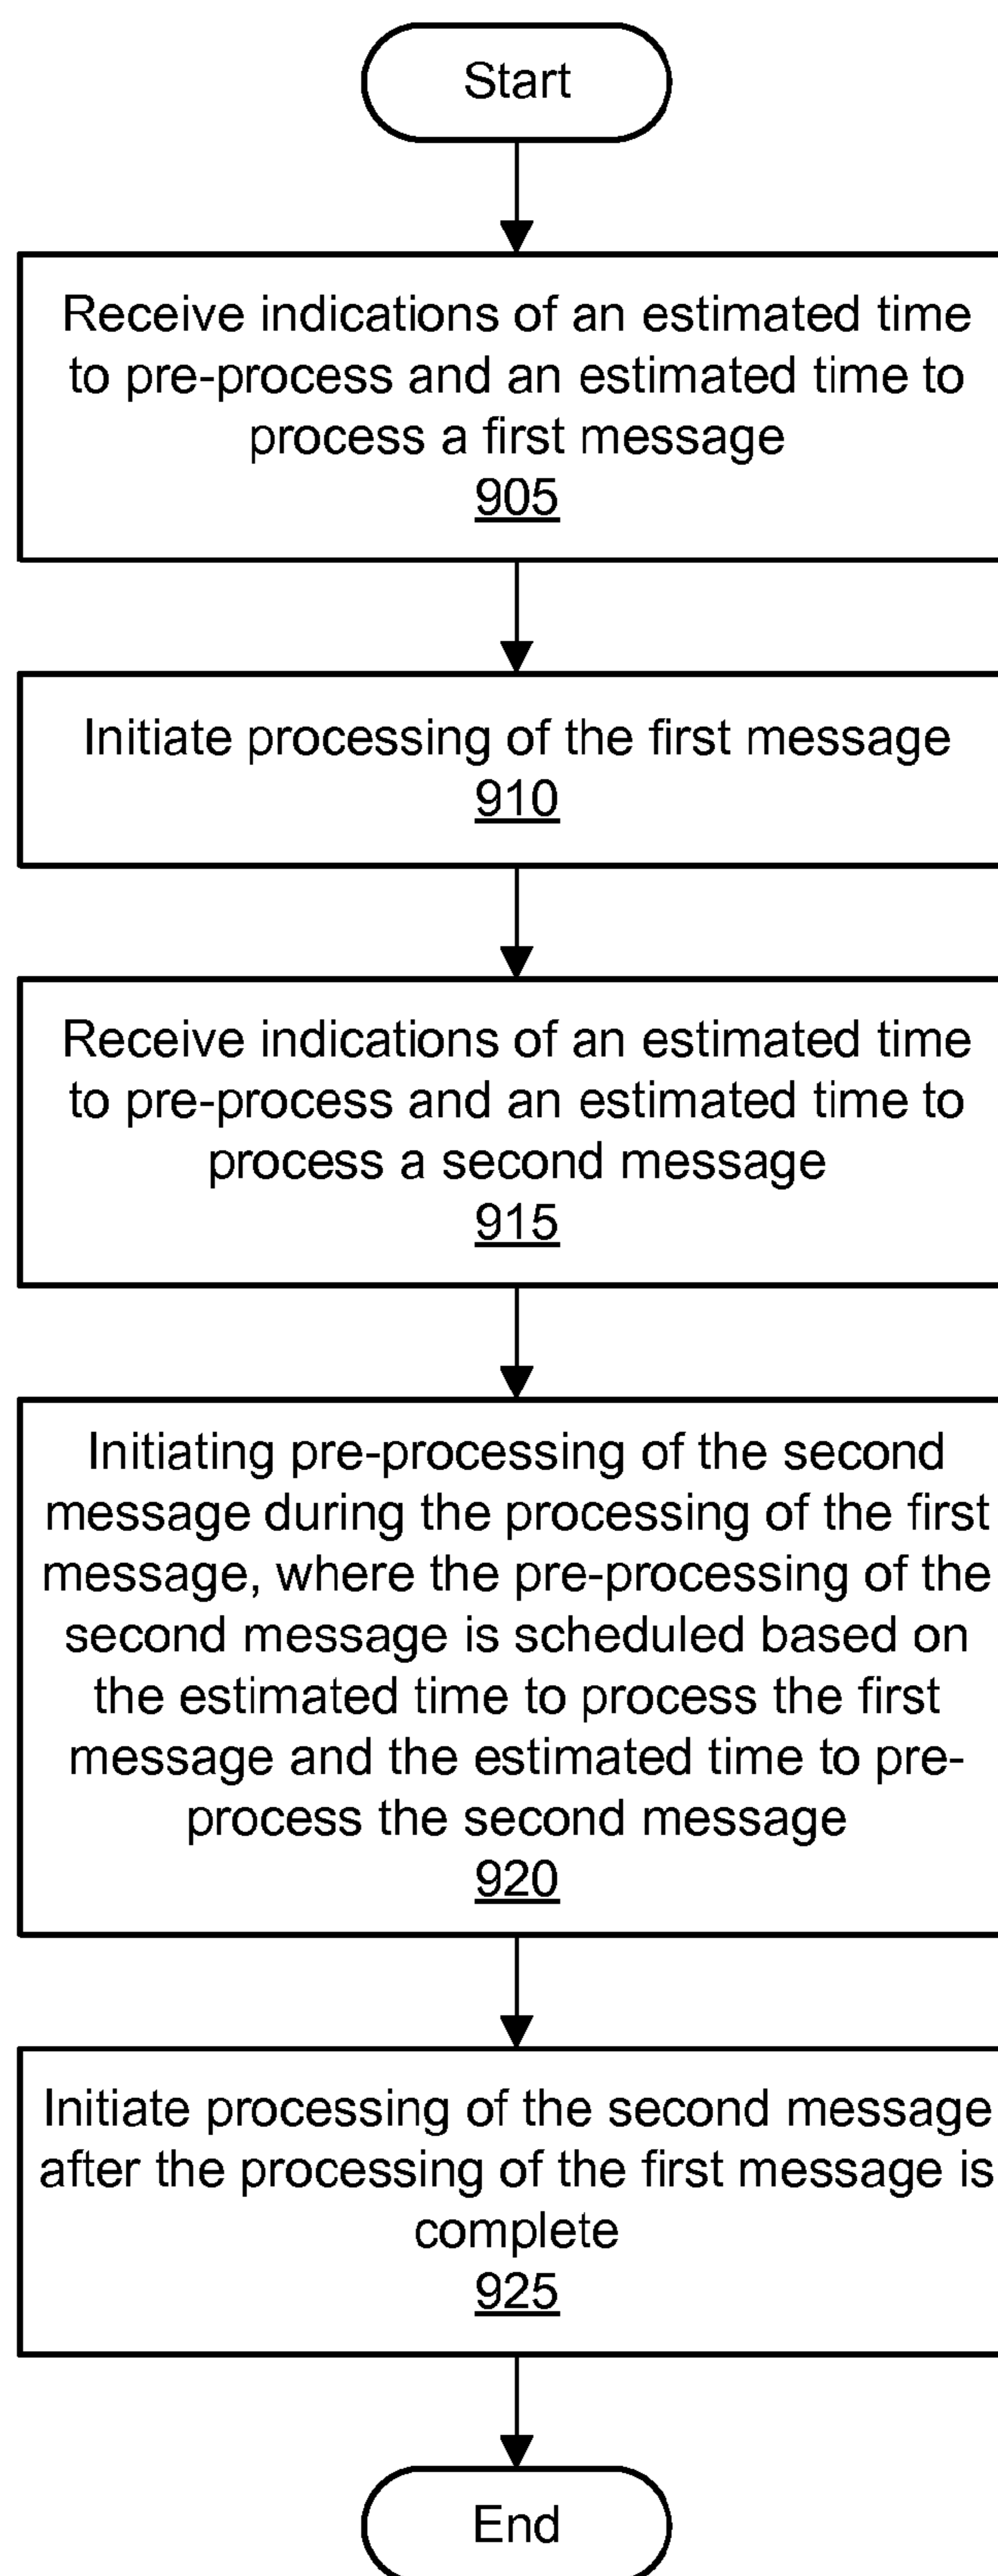 Start
Receive indications of an estimated time
to pre-process and an estimated time to
process a first message
905
Initiate processing of the first message
910
Receive indications of an estimated time
to pre-process and an estimated time to
process a second message
915
Initiating pre-processing of the second
message during the processing of the first
message, where the pre-processing of the
second message is scheduled based on
the estimated time to process the first
message and the estimated time to pre-
process the second message
920
Initiate processing of the second message
after the processing of the first message is
complete
925
End